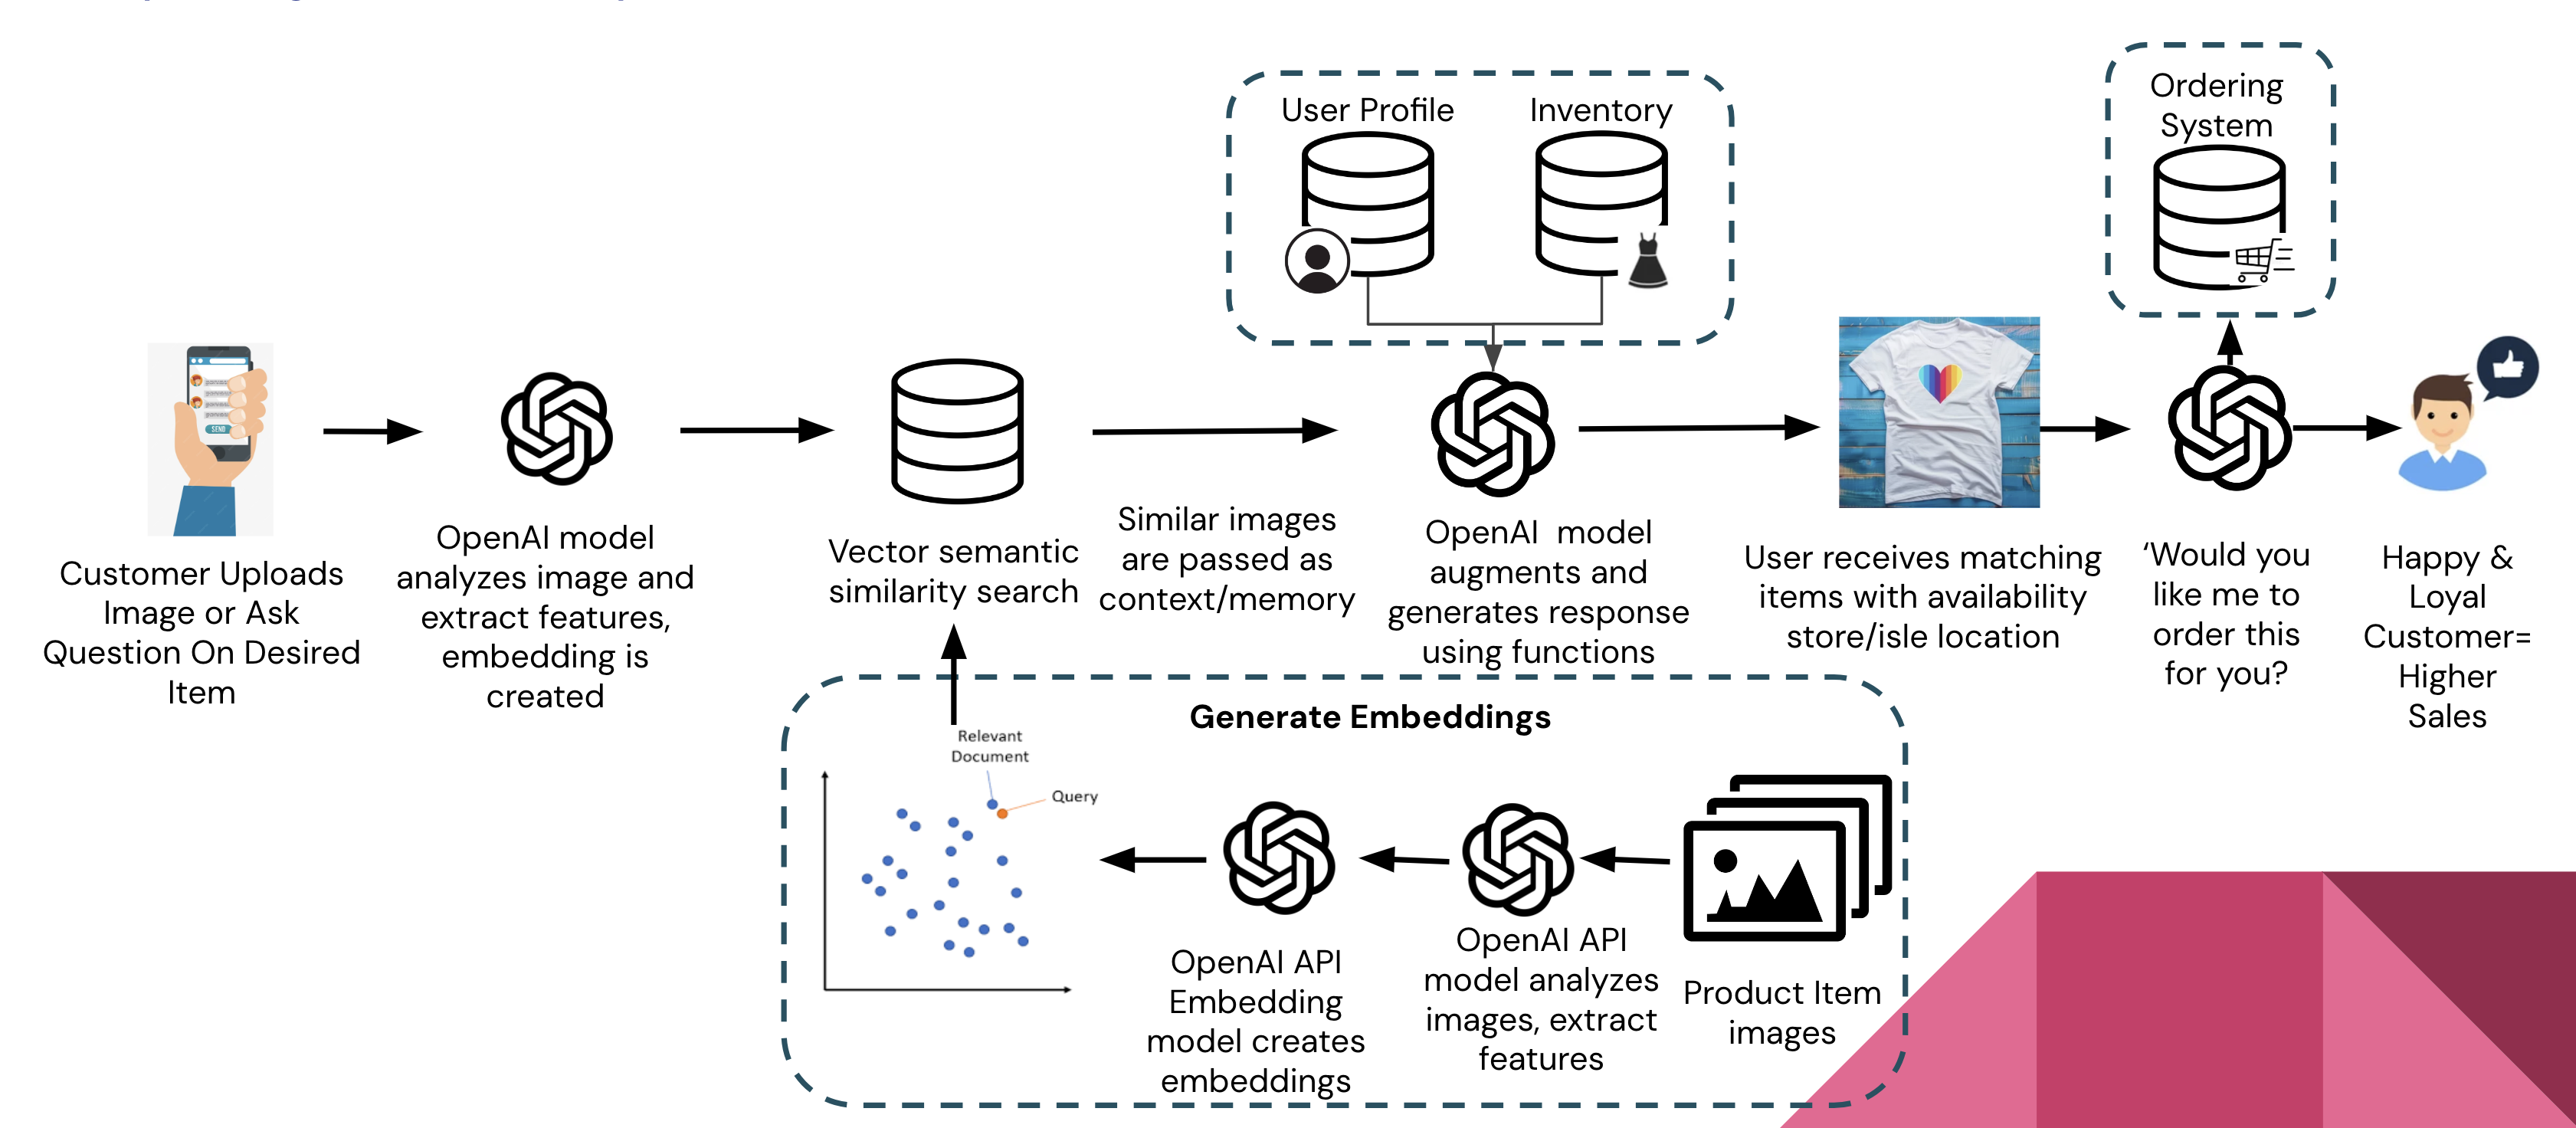 User Profile
Inventory
Ordering
System
SEND
Customer Uploads
Image or Ask
Question On Desired
Item
OpenAI model
analyzes image and
extract features,
embedding is
created
Vector semantic
similarity search
Similar images
are passed as
context/memory
OpenAI  model
augments and
generates response
using functions
User receives matching
items with availability
store/isle location
‘Would you
like me to
order this
for you?
Happy &
Loyal
Customer=
Higher
Sales
Generate Embeddings
Relevant
Document
Query
OpenAI API
Embedding
model creates
embeddings
OpenAI API
model analyzes
images, extract
features
Product Item
images